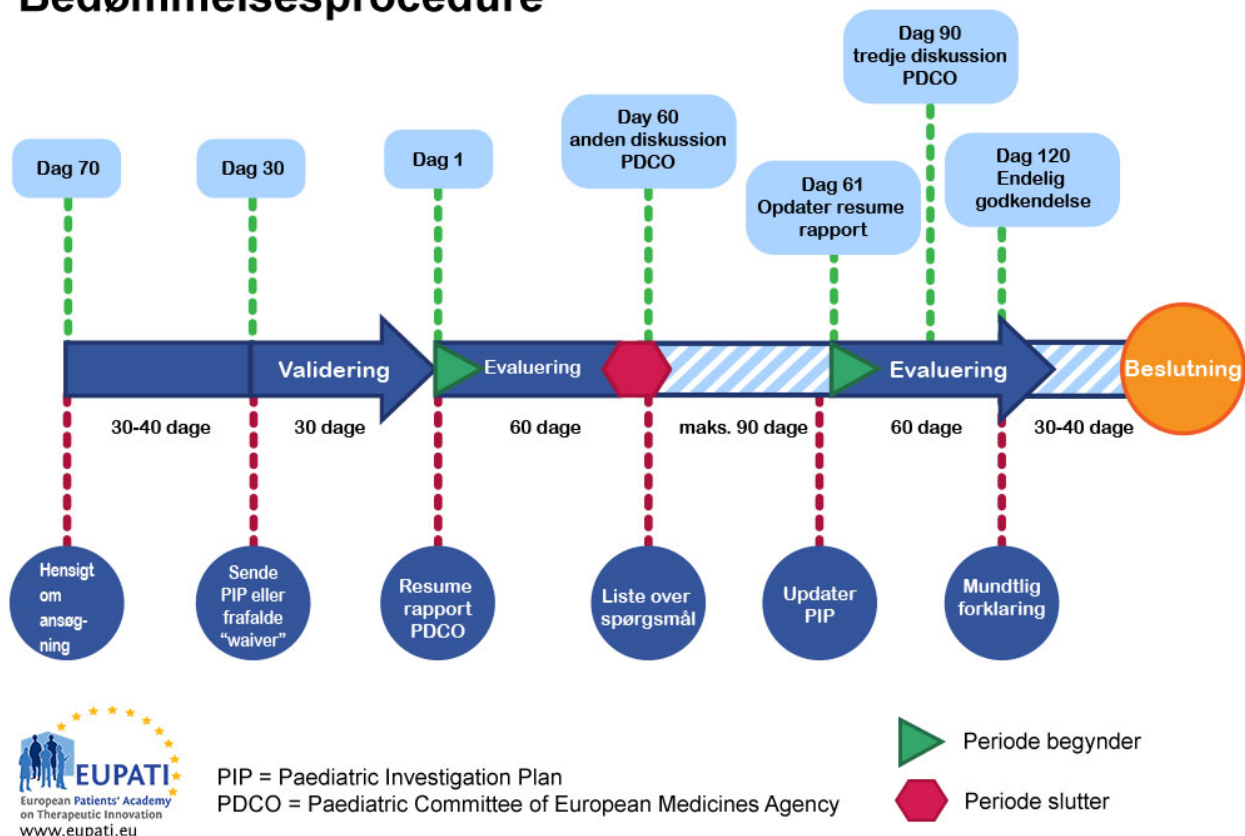 Bedømmelsesprocedure
Dag 90
tredje diskussion
PDCO
Day 60
anden diskussion
PDCO
Dag 70
Dag 30
Dag 1
Dag 120
Endelig
godkendelse
Dag 61
Opdater resume
rapport
Validering
Evaluering
Evaluering
Beslutning
30-40 dage
30 dage
60 dage
maks. 90 dage
60 dage
30-40 dage
Hensigt
om
ansøg-
ning
Sende
PIP eller
frafalde
“waiver”
Resume
rapport
PDCO
Liste over
spørgsmål
Updater
PIP
Mundtlig
forklaring
EUPATI
European Patients' Academy
on Therapeutic Innovation
www.eupati.eu
PIP = Paediatric Investigation Plan
PDCO = Paediatric Committee of European Medicines Agency
Periode begynder
Periode slutter